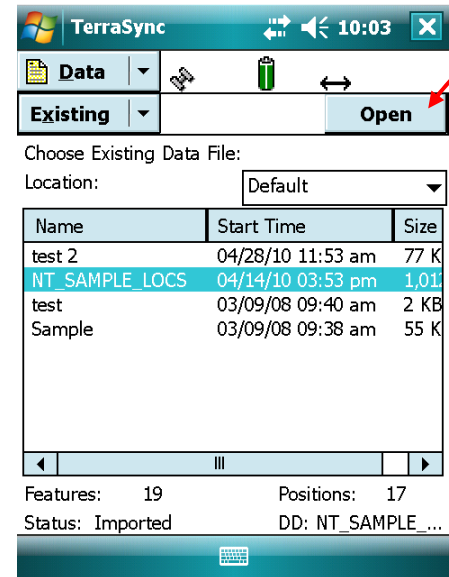 TerraSync 10:03
Data
Existing Open
Choose Existing Data File:
Location: Default
Name Start Time Size
test 2 04/28/10 11:53 am 77 K
NT_SAMPLE_LOCS 04/14/10 03:53 pm 1,012
test 03/09/08 09:40 am 2 KB
Sample 03/09/08 09:38 am 55 K
Features: 19 Positions: 17
Status: Imported DD: NT_SAMPLE_...